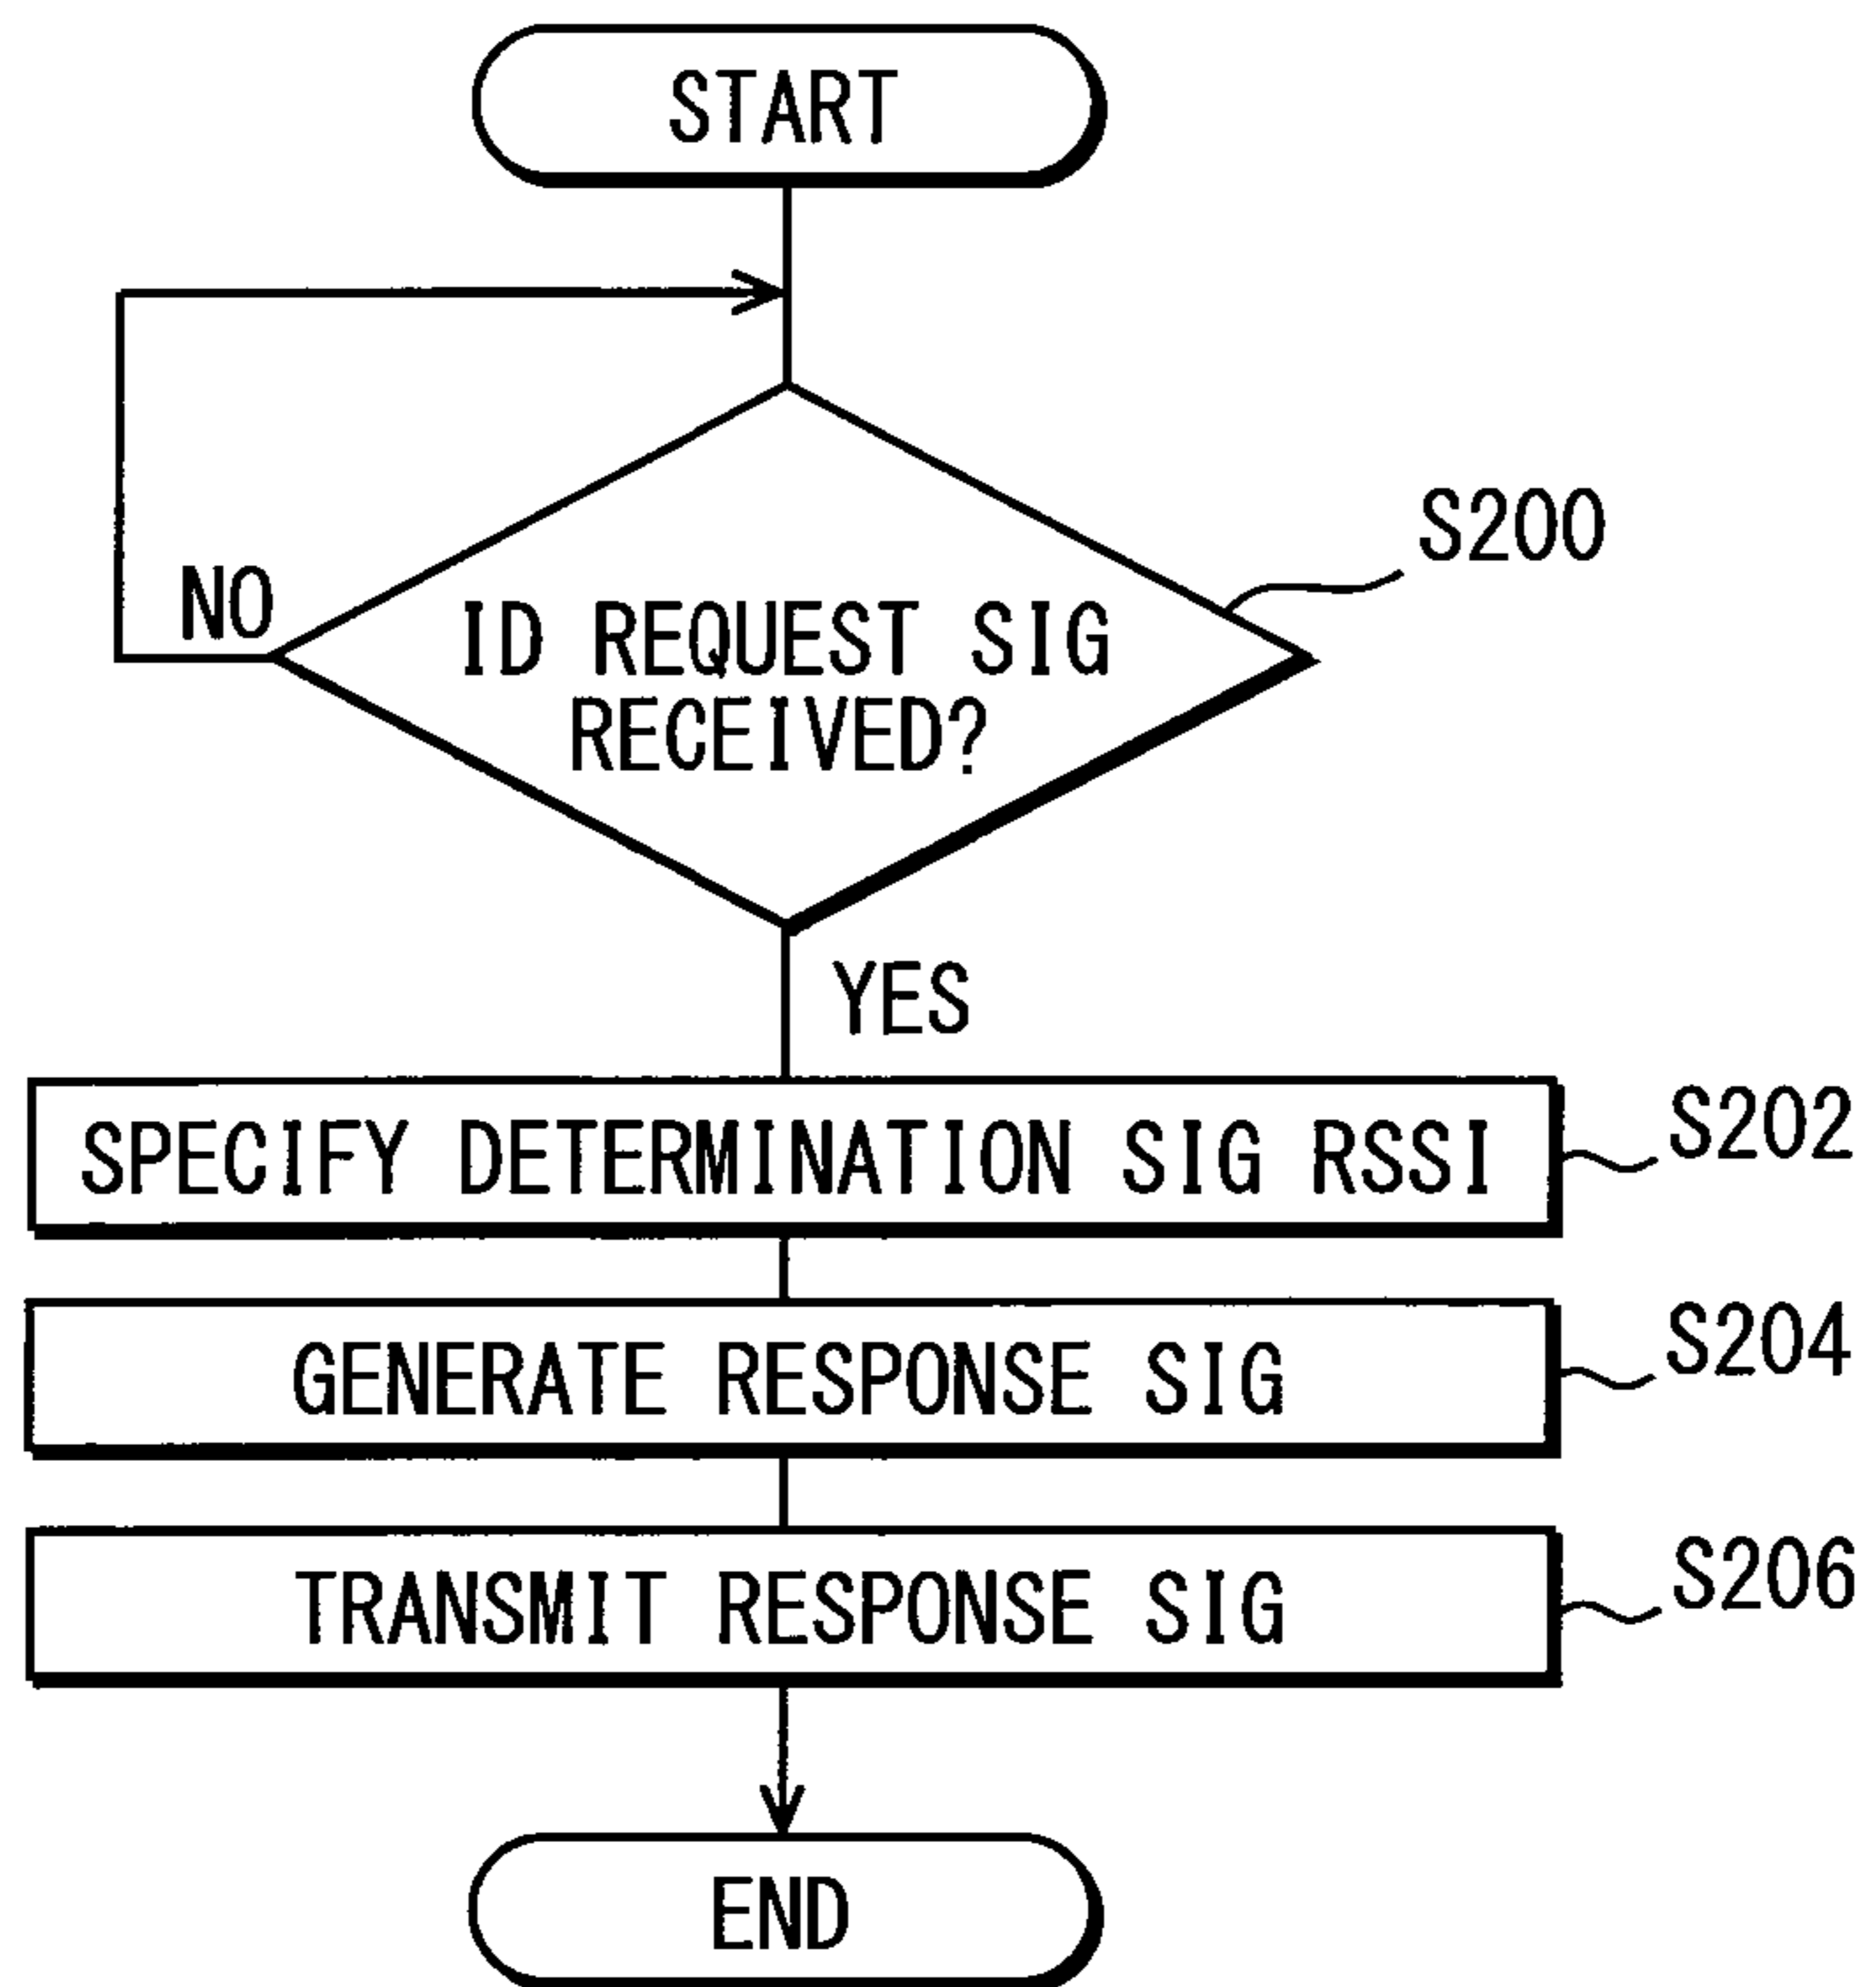 START
S200
NO
ID REQUEST SIG
RECEIVED?
YES
SPECIFY DETERMINATION SIG RSSI
S202
GENERATE RESPONSE SIG
S204
TRANSMIT RESPONSE SIG
S206
END